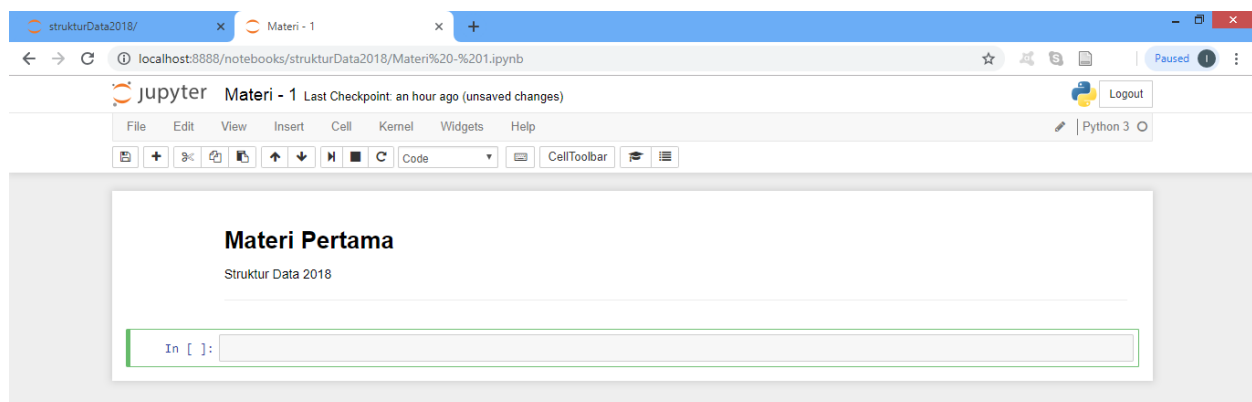 strukturData2018/ Materi - 1
localhost:8888/notebooks/strukturData2018/Materi%20-%201.ipynb Paused I
jupyter Materi - 1 Last Checkpoint: an hour ago (unsaved changes) Logout
File Edit View Insert Cell Kernel Widgets Help Python 3
Code CellToolbar
Materi Pertama
Struktur Data 2018
In [ ]: